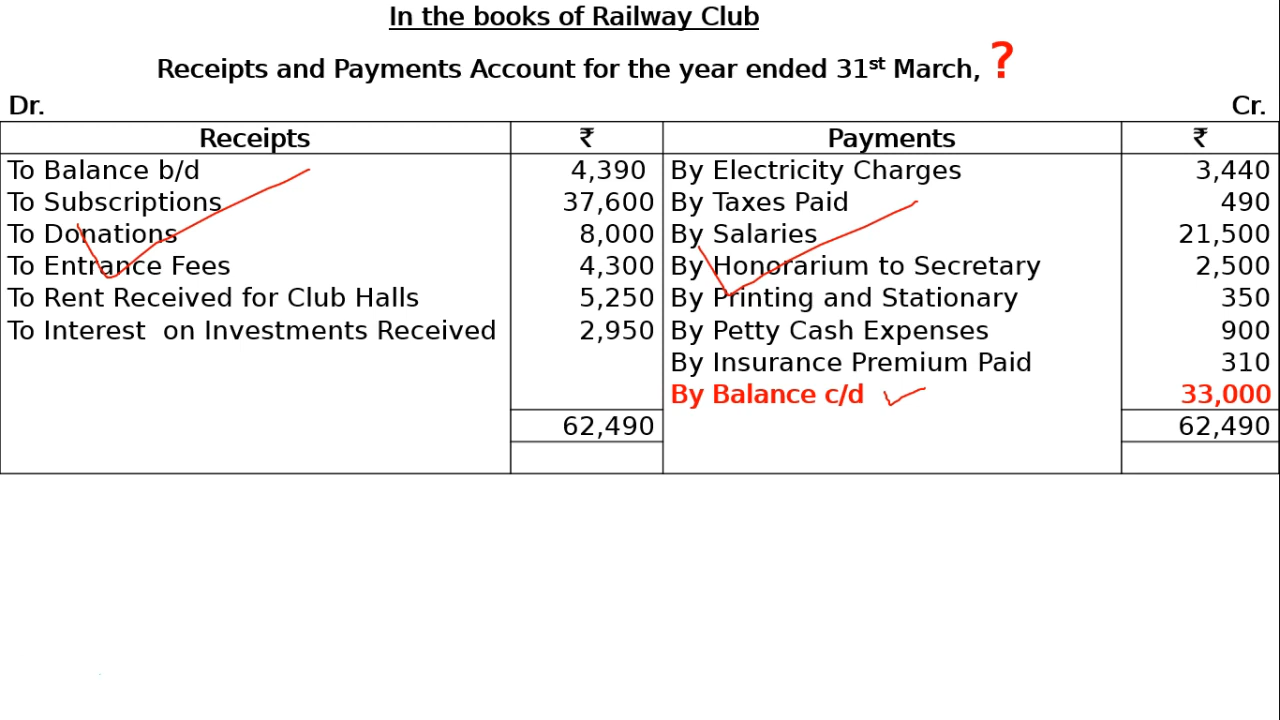 In the books of Railway Club
Receipts and Payments Account for the year ended 31st March, ?
Dr. Cr.
Receipts ₹ Payments ₹
To Balance b/d 4,390 By Electricity Charges 3,440
To Subscriptions 37,600 By Taxes Paid 490
To Donations 8,000 By Salaries 21,500
To Entrance Fees 4,300 By Honorarium to Secretary 2,500
To Rent Received for Club Halls 5,250 By Printing and Stationary 350
To Interest on Investments Received 2,950 By Petty Cash Expenses 900
By Insurance Premium Paid 310
By Balance c/d 33,000
62,490 62,490